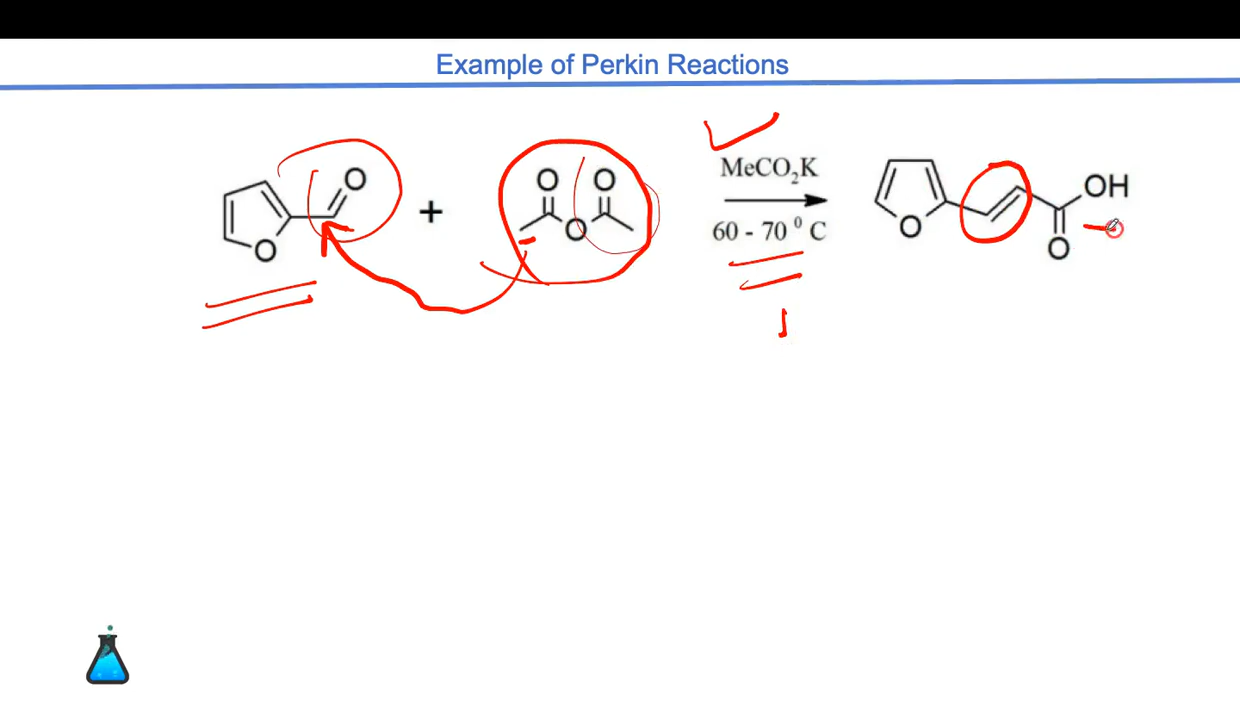 Example of Perkin Reactions
O
O
+
O
O
O
MeCO₂K
60 - 70 ⁰ C
O
OH
O